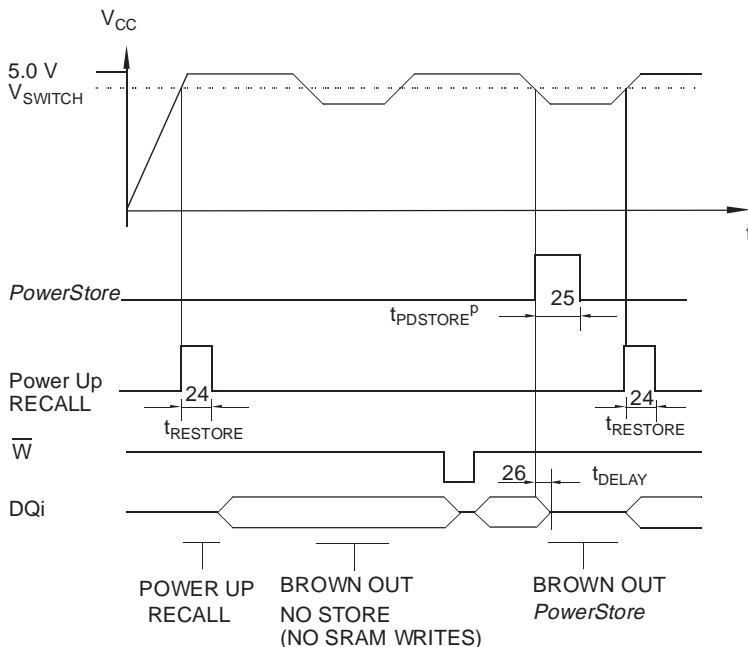 V_CC
5.0 V
V_SWITCH
t
PowerStore
25
t_PDSTORE^p
Power Up
RECALL
24
24
t_RESTORE
t_RESTORE
W̅
26
t_DELAY
DQi
POWER UP
RECALL
BROWN OUT
NO STORE
(NO SRAM WRITES)
BROWN OUT
PowerStore